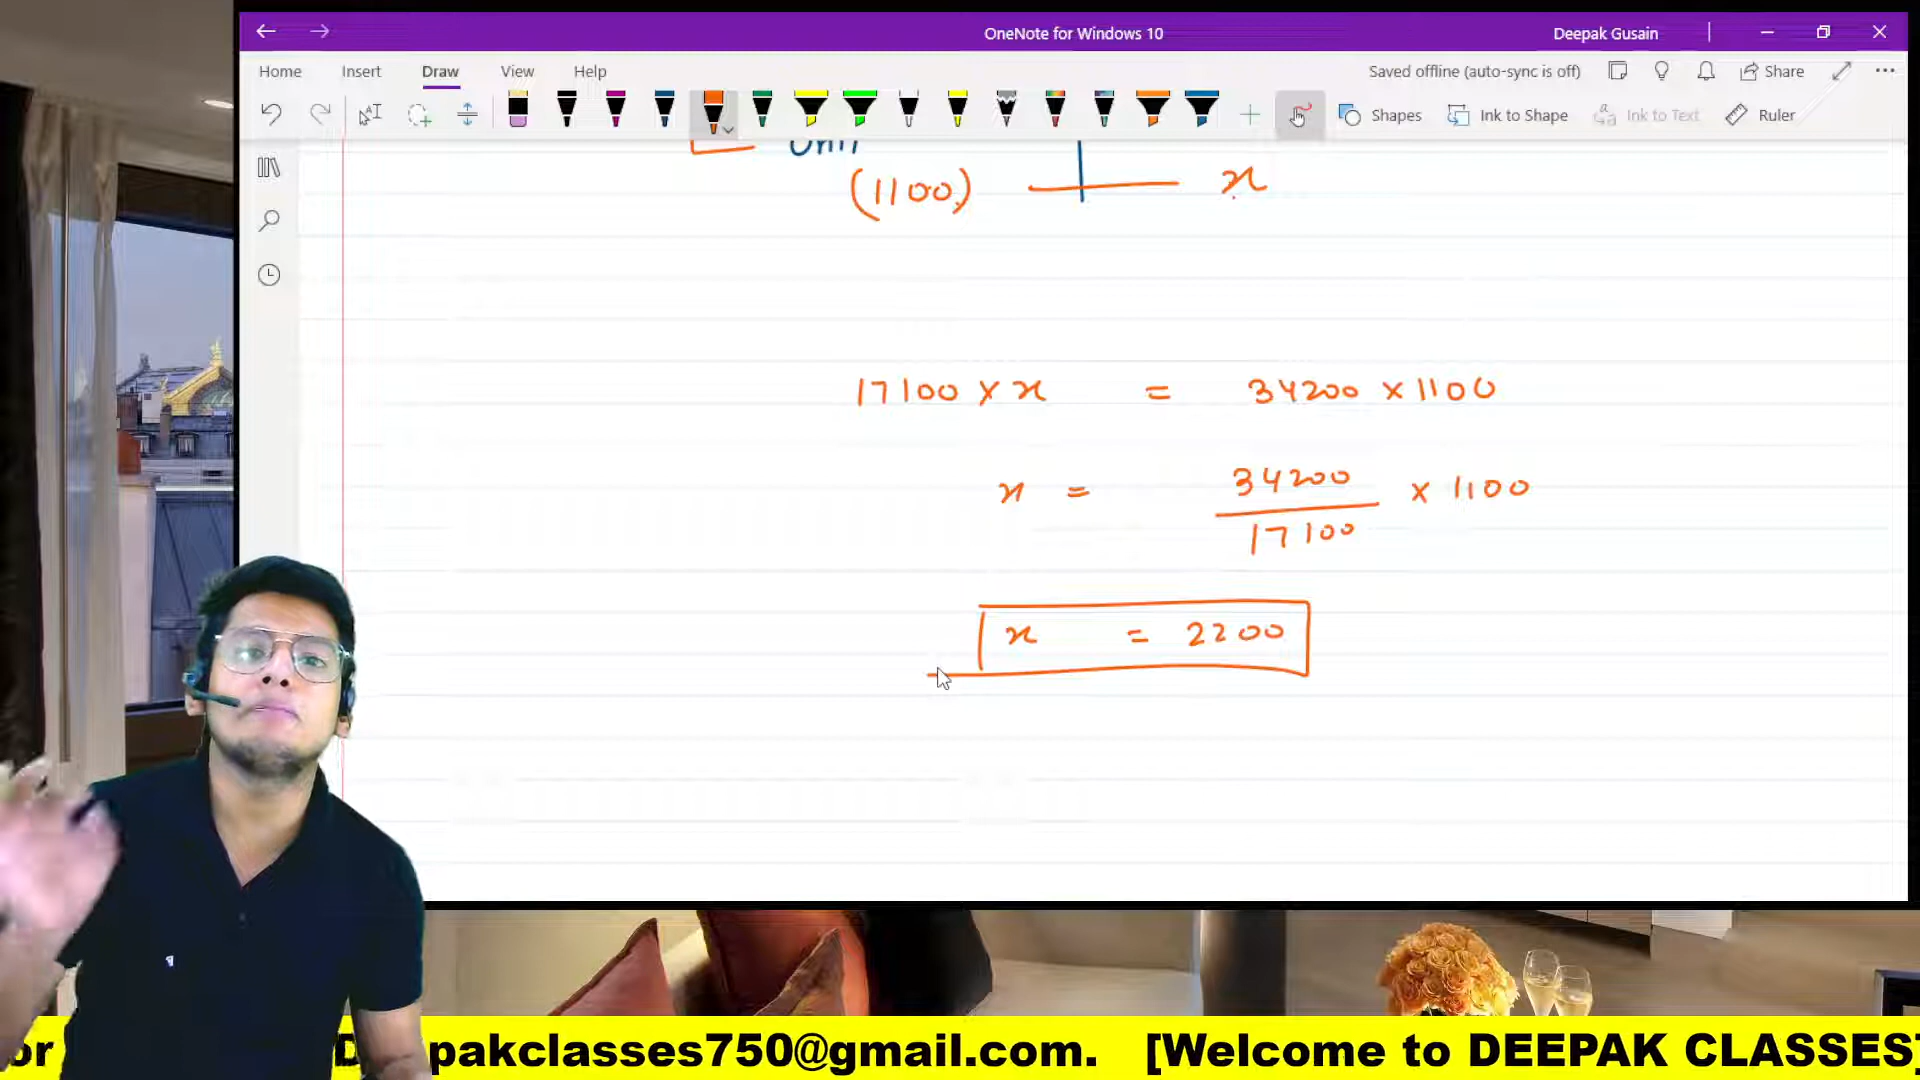 OneNote for Windows 10
Deepak Gusain
Home Insert Draw View Help
Saved offline (auto-sync is off) Share
Shapes Ink to Shape Ink to Text Ruler
Unit
(1100) x
17100 × x = 34200 × 1100
x = 34200 / 17100 × 1100
x = 2200
or D pakclasses750@gmail.com. [Welcome to DEEPAK CLASSES]